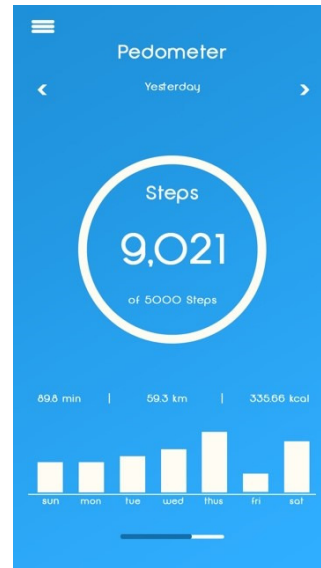 Pedometer
< Yesterday >
Steps
9,021
of 5000 Steps
89.8 min | 59.3 km | 335.66 kcal
sun mon tue wed thus fri sat